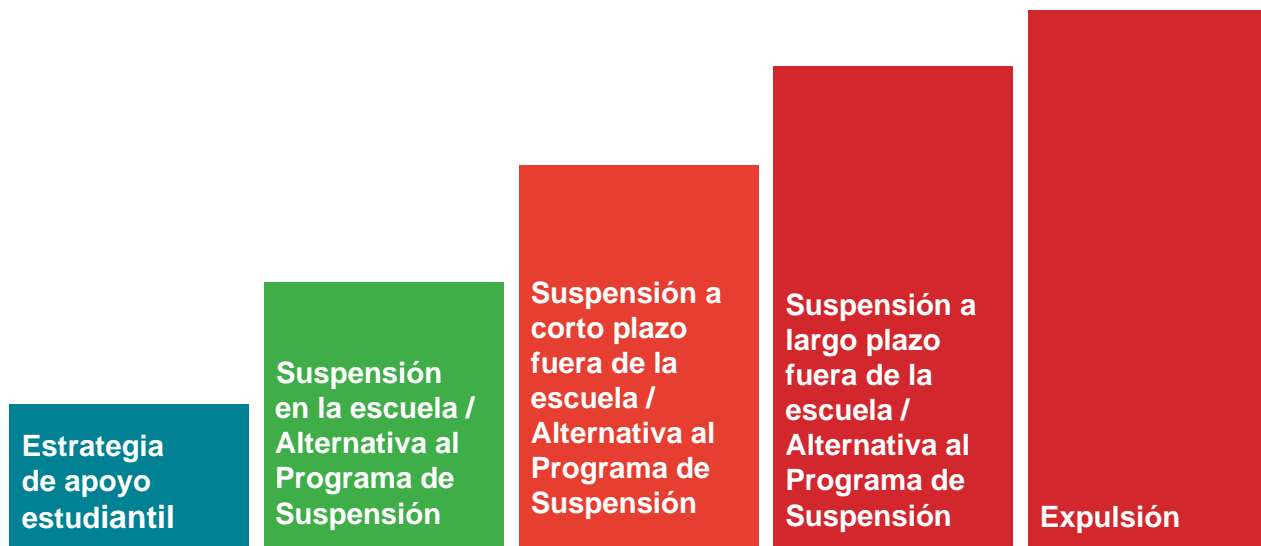 Estrategia
de apoyo
estudiantil
Suspensión
en la escuela /
Alternativa al
Programa de
Suspensión
Suspensión a
corto plazo
fuera de la
escuela /
Alternativa al
Programa de
Suspensión
Suspensión a
largo plazo
fuera de la
escuela /
Alternativa al
Programa de
Suspensión
Expulsión